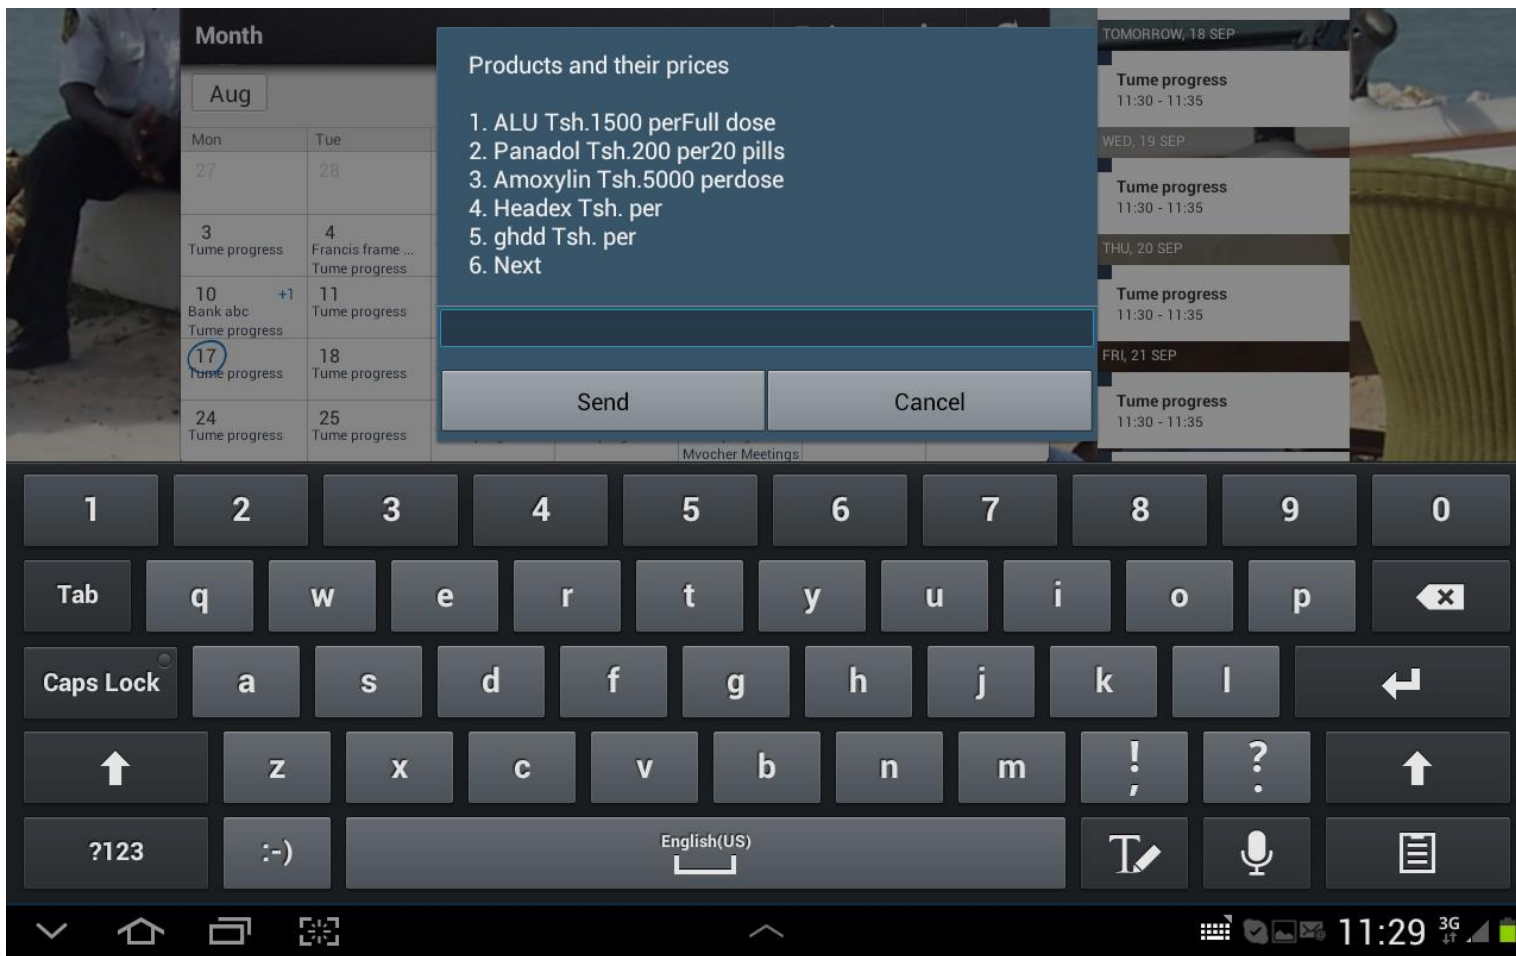 Month
Aug
Mon
Tue
27
28
3
Tume progress
4
Francis frame ...
Tume progress
10 +1
Bank abc
Tume progress
11
Tume progress
17
Tume progress
18
Tume progress
24
Tume progress
25
Tume progress
Mvocher Meetings
Products and their prices
1. ALU Tsh.1500 perFull dose
2. Panadol Tsh.200 per20 pills
3. Amoxylin Tsh.5000 perdose
4. Headex Tsh. per
5. ghdd Tsh. per
6. Next
Send
Cancel
TOMORROW, 18 SEP
Tume progress
11:30 - 11:35
WED, 19 SEP
Tume progress
11:30 - 11:35
THU, 20 SEP
Tume progress
11:30 - 11:35
FRI, 21 SEP
Tume progress
11:30 - 11:35
1 2 3 4 5 6 7 8 9 0
Tab q w e r t y u i o p
Caps Lock a s d f g h j k l
z x c v b n m ! , ? .
?123 :-) English(US)
11:29 3G